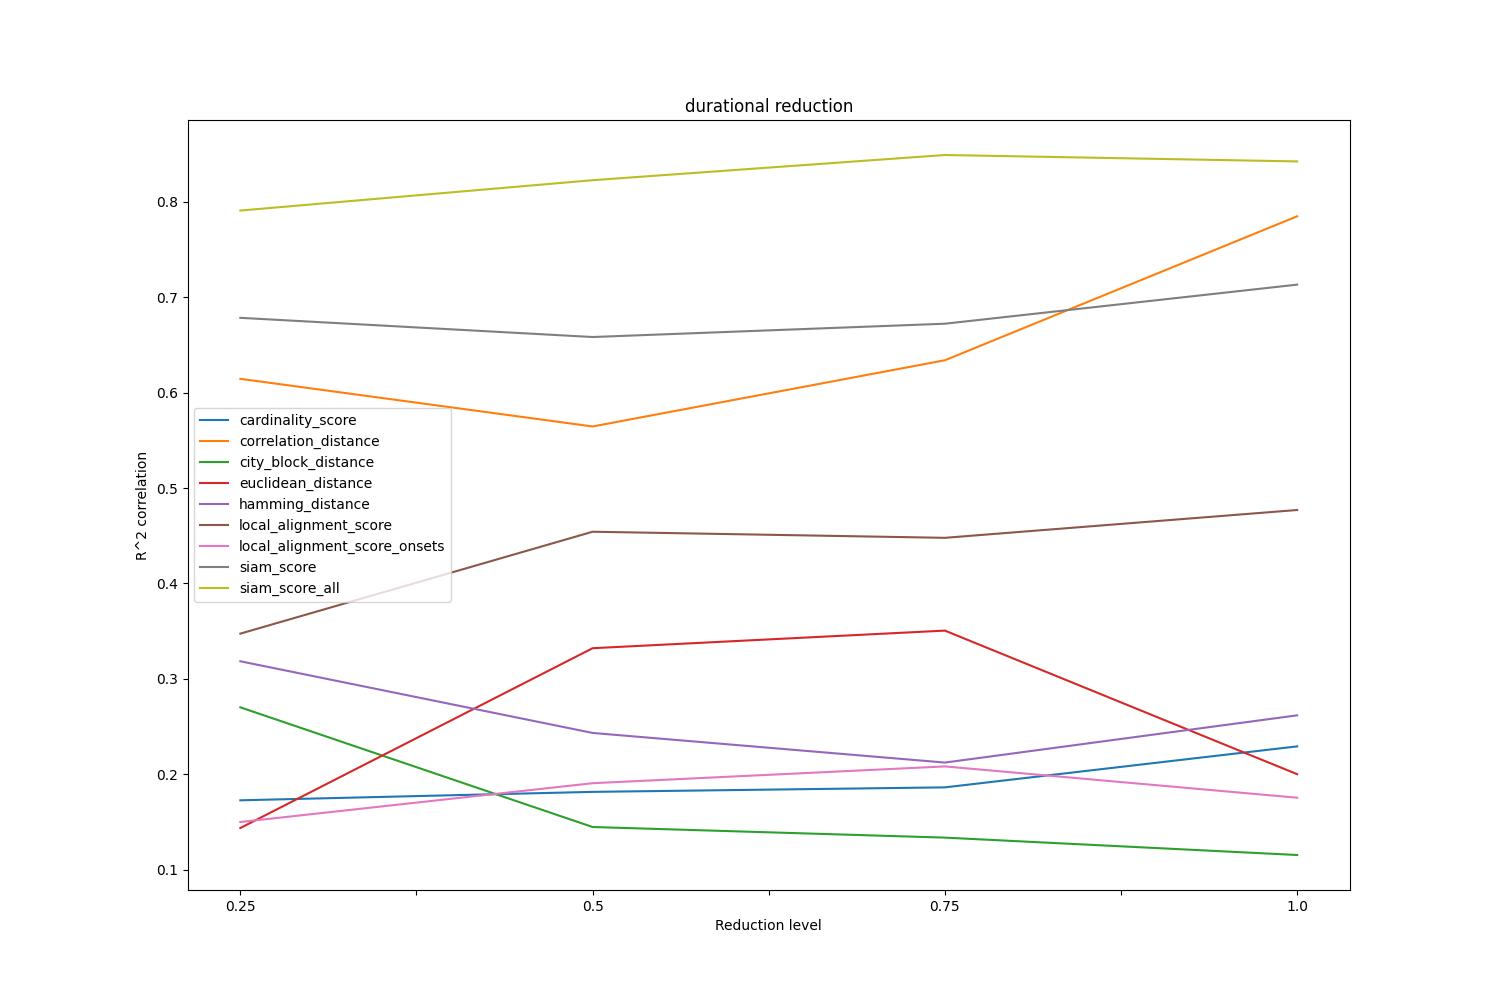 durational reduction
R^2 correlation
0.8
0.7
0.6
0.5
0.4
0.3
0.2
0.1
cardinality_score
correlation_distance
city_block_distance
euclidean_distance
hamming_distance
local_alignment_score
local_alignment_score_onsets
siam_score
siam_score_all
0.25 0.5 0.75 1.0
Reduction level